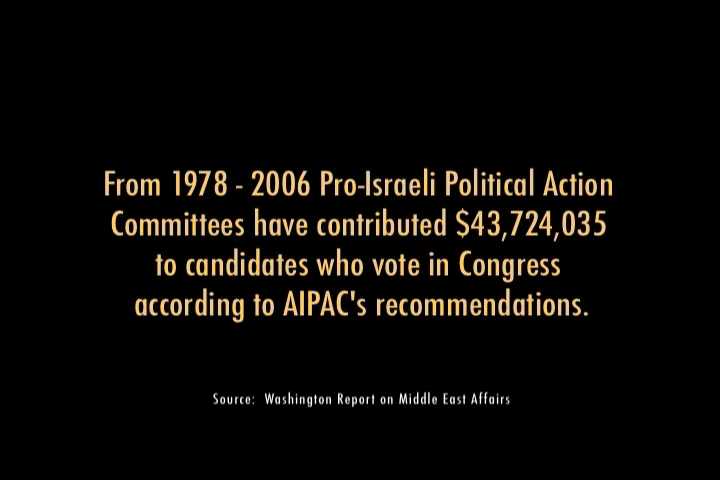 From 1978 - 2006 Pro-Israeli Political Action
Committees have contributed $43,724,035
to candidates who vote in Congress
according to AIPAC's recommendations.
Source: Washington Report on Middle East Affairs